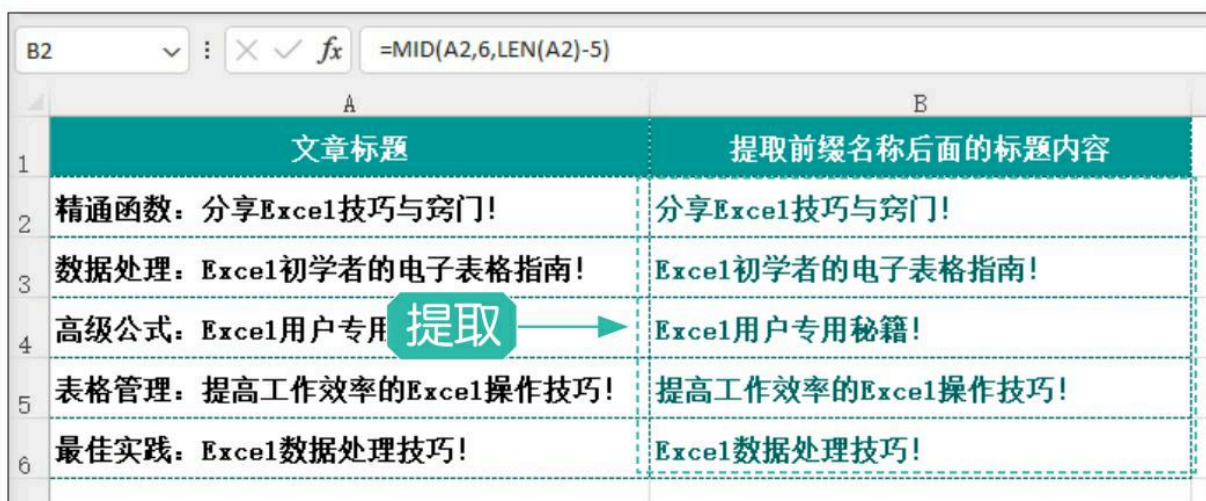 B2 fx =MID(A2,6,LEN(A2)-5)
A B
1 文章标题 提取前缀名称后面的标题内容
2 精通函数：分享Excel技巧与窍门！ 分享Excel技巧与窍门！
3 数据处理：Excel初学者的电子表格指南！ Excel初学者的电子表格指南！
4 高级公式：Excel用户专用 提取 Excel用户专用秘籍！
5 表格管理：提高工作效率的Excel操作技巧！ 提高工作效率的Excel操作技巧！
6 最佳实践：Excel数据处理技巧！ Excel数据处理技巧！